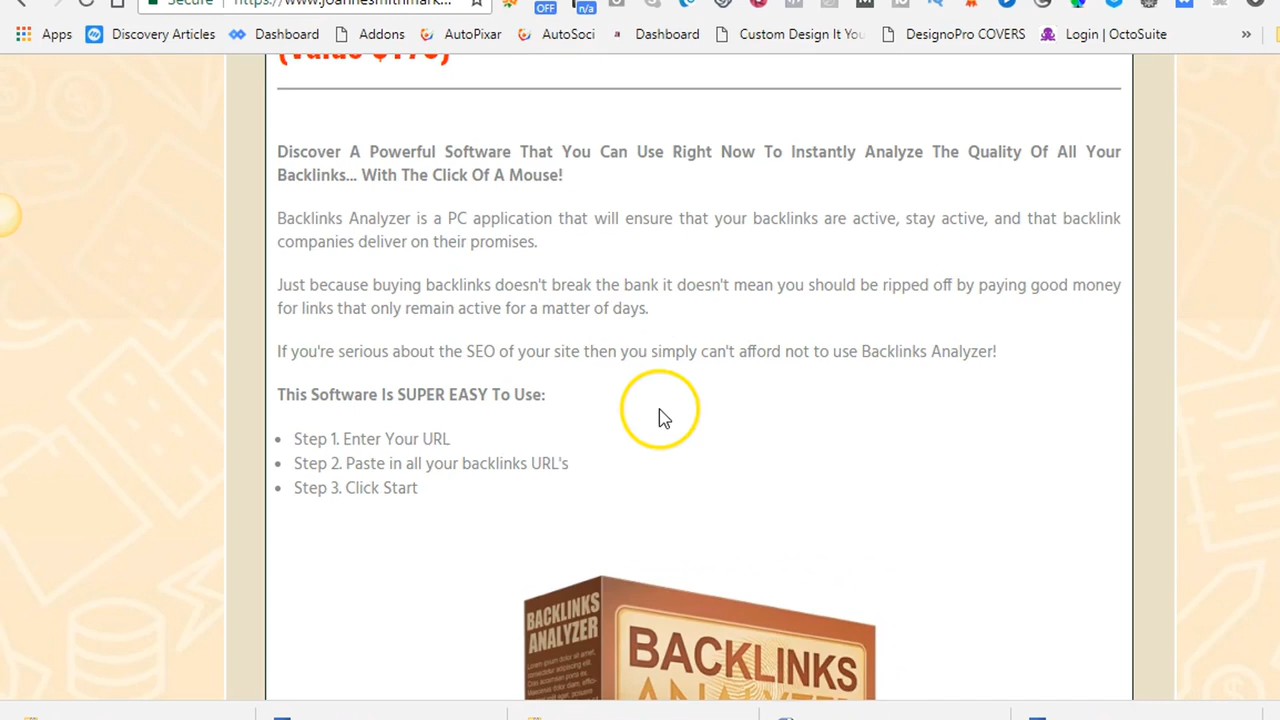 Secure https://www.joannesmithmark...
OFF n/a
Apps Discovery Articles Dashboard Addons AutoPixar AutoSoci a Dashboard Custom Design It You DesignoPro COVERS Login | OctoSuite »
Discover A Powerful Software That You Can Use Right Now To Instantly Analyze The Quality Of All Your
Backlinks... With The Click Of A Mouse!
Backlinks Analyzer is a PC application that will ensure that your backlinks are active, stay active, and that backlink
companies deliver on their promises.
Just because buying backlinks doesn't break the bank it doesn't mean you should be ripped off by paying good money
for links that only remain active for a matter of days.
If you're serious about the SEO of your site then you simply can't afford not to use Backlinks Analyzer!
This Software Is SUPER EASY To Use:
• Step 1. Enter Your URL
• Step 2. Paste in all your backlinks URL's
• Step 3. Click Start
BACKLINKS
ANALYZER
BACKLINKS
ANALYZER